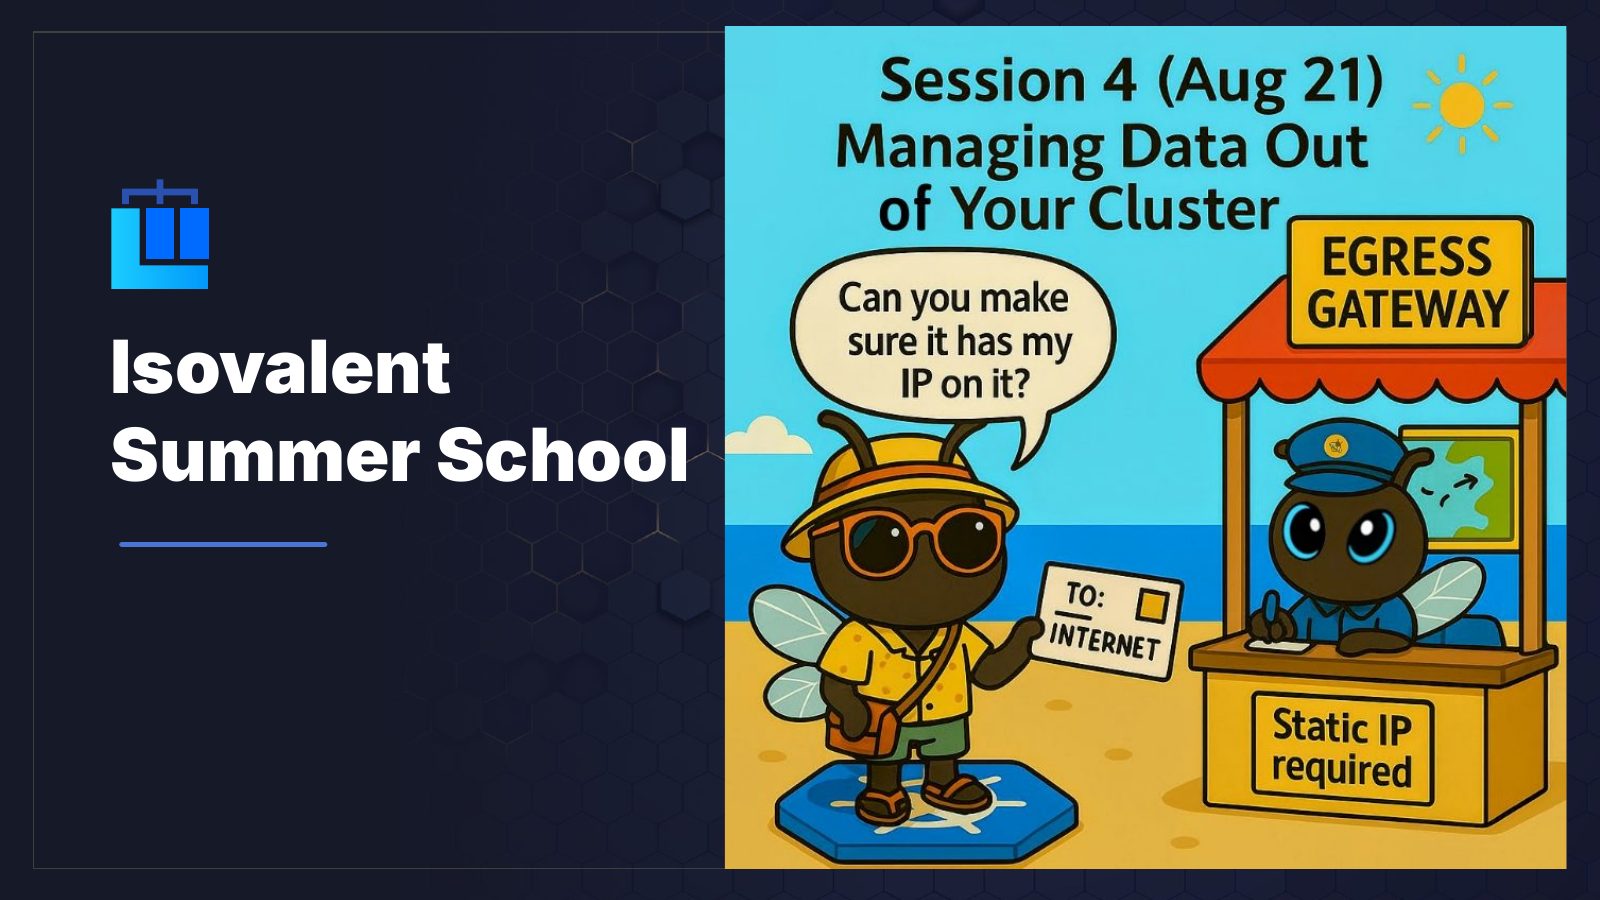 Isovalent
Summer School
Session 4 (Aug 21)
Managing Data Out
of Your Cluster
EGRESS
GATEWAY
Can you make
sure it has my
IP on it?
TO:
INTERNET
Static IP
required